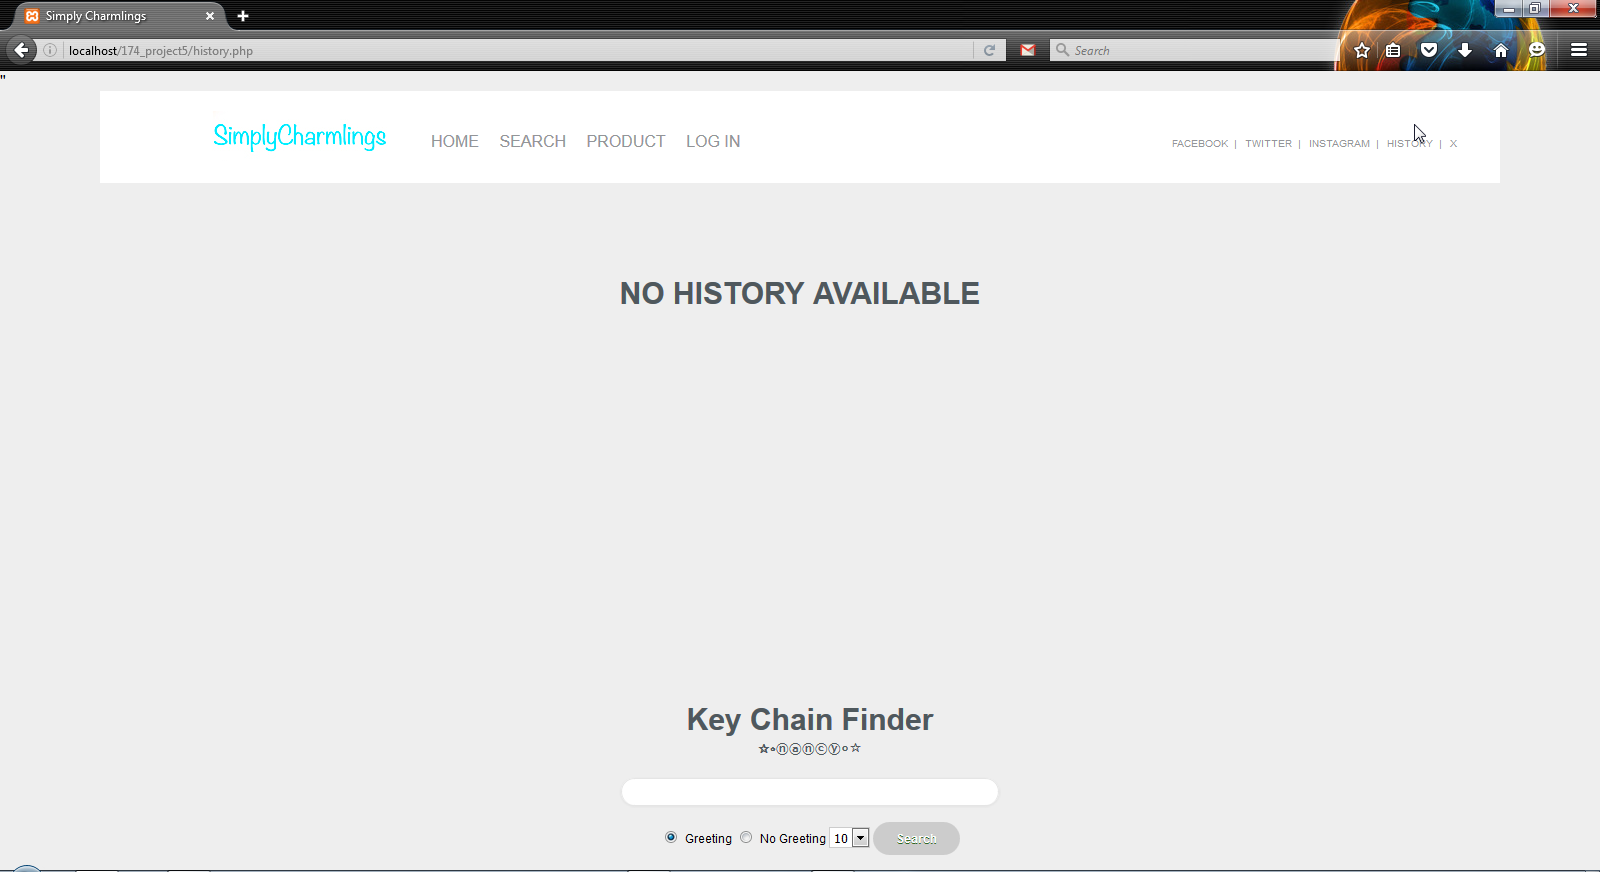 Simply Charmlings
localhost/174_project5/history.php
Search
"
SimplyCharmlings
HOME SEARCH PRODUCT LOG IN
FACEBOOK | TWITTER | INSTAGRAM | HISTORY | X
NO HISTORY AVAILABLE
Key Chain Finder
☆∘ⓝⓐⓝⓒⓨ∘☆
Greeting No Greeting 10 Search